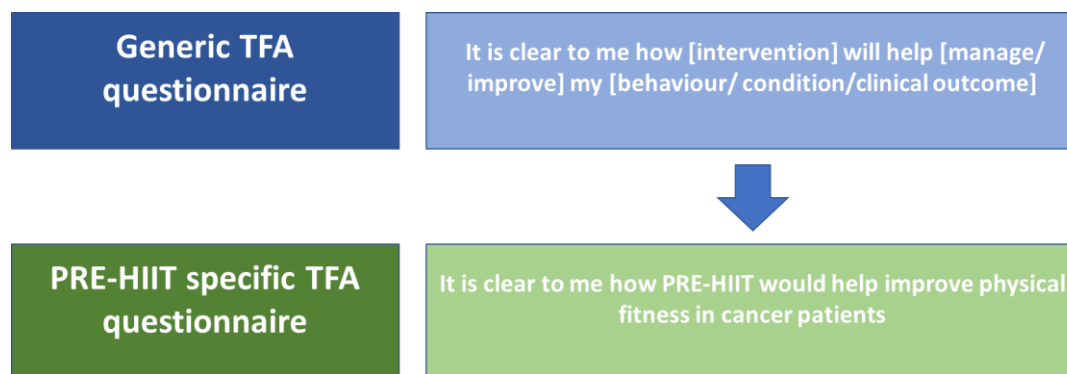 Generic TFA
questionnaire
It is clear to me how [intervention] will help [manage/
improve] my [behaviour/ condition/clinical outcome]
PRE-HIIT specific TFA
questionnaire
It is clear to me how PRE-HIIT would help improve physical
fitness in cancer patients